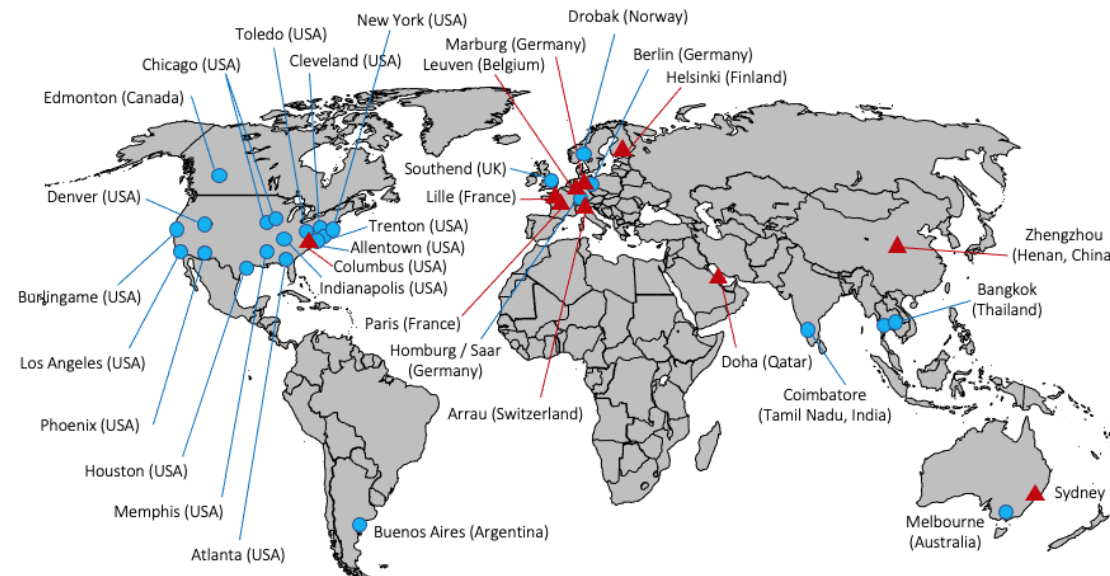 Drobak (Norway)
New York (USA)
Toledo (USA)
Marburg (Germany)
Berlin (Germany)
Chicago (USA)
Cleveland (USA)
Leuven (Belgium)
Helsinki (Finland)
Edmonton (Canada)
Southend (UK)
Denver (USA)
Lille (France)
Trenton (USA)
Allentown (USA)
Zhengzhou
(Henan, China
Columbus (USA)
Indianapolis (USA)
Burlingame (USA)
Bangkok
(Thailand)
Paris (France)
Los Angeles (USA)
Homburg / Saar
(Germany)
Doha (Qatar)
Coimbatore
(Tamil Nadu, India)
Arrau (Switzerland)
Phoenix (USA)
Houston (USA)
Sydney
Memphis (USA)
Melbourne
(Australia)
Buenos Aires (Argentina)
Atlanta (USA)